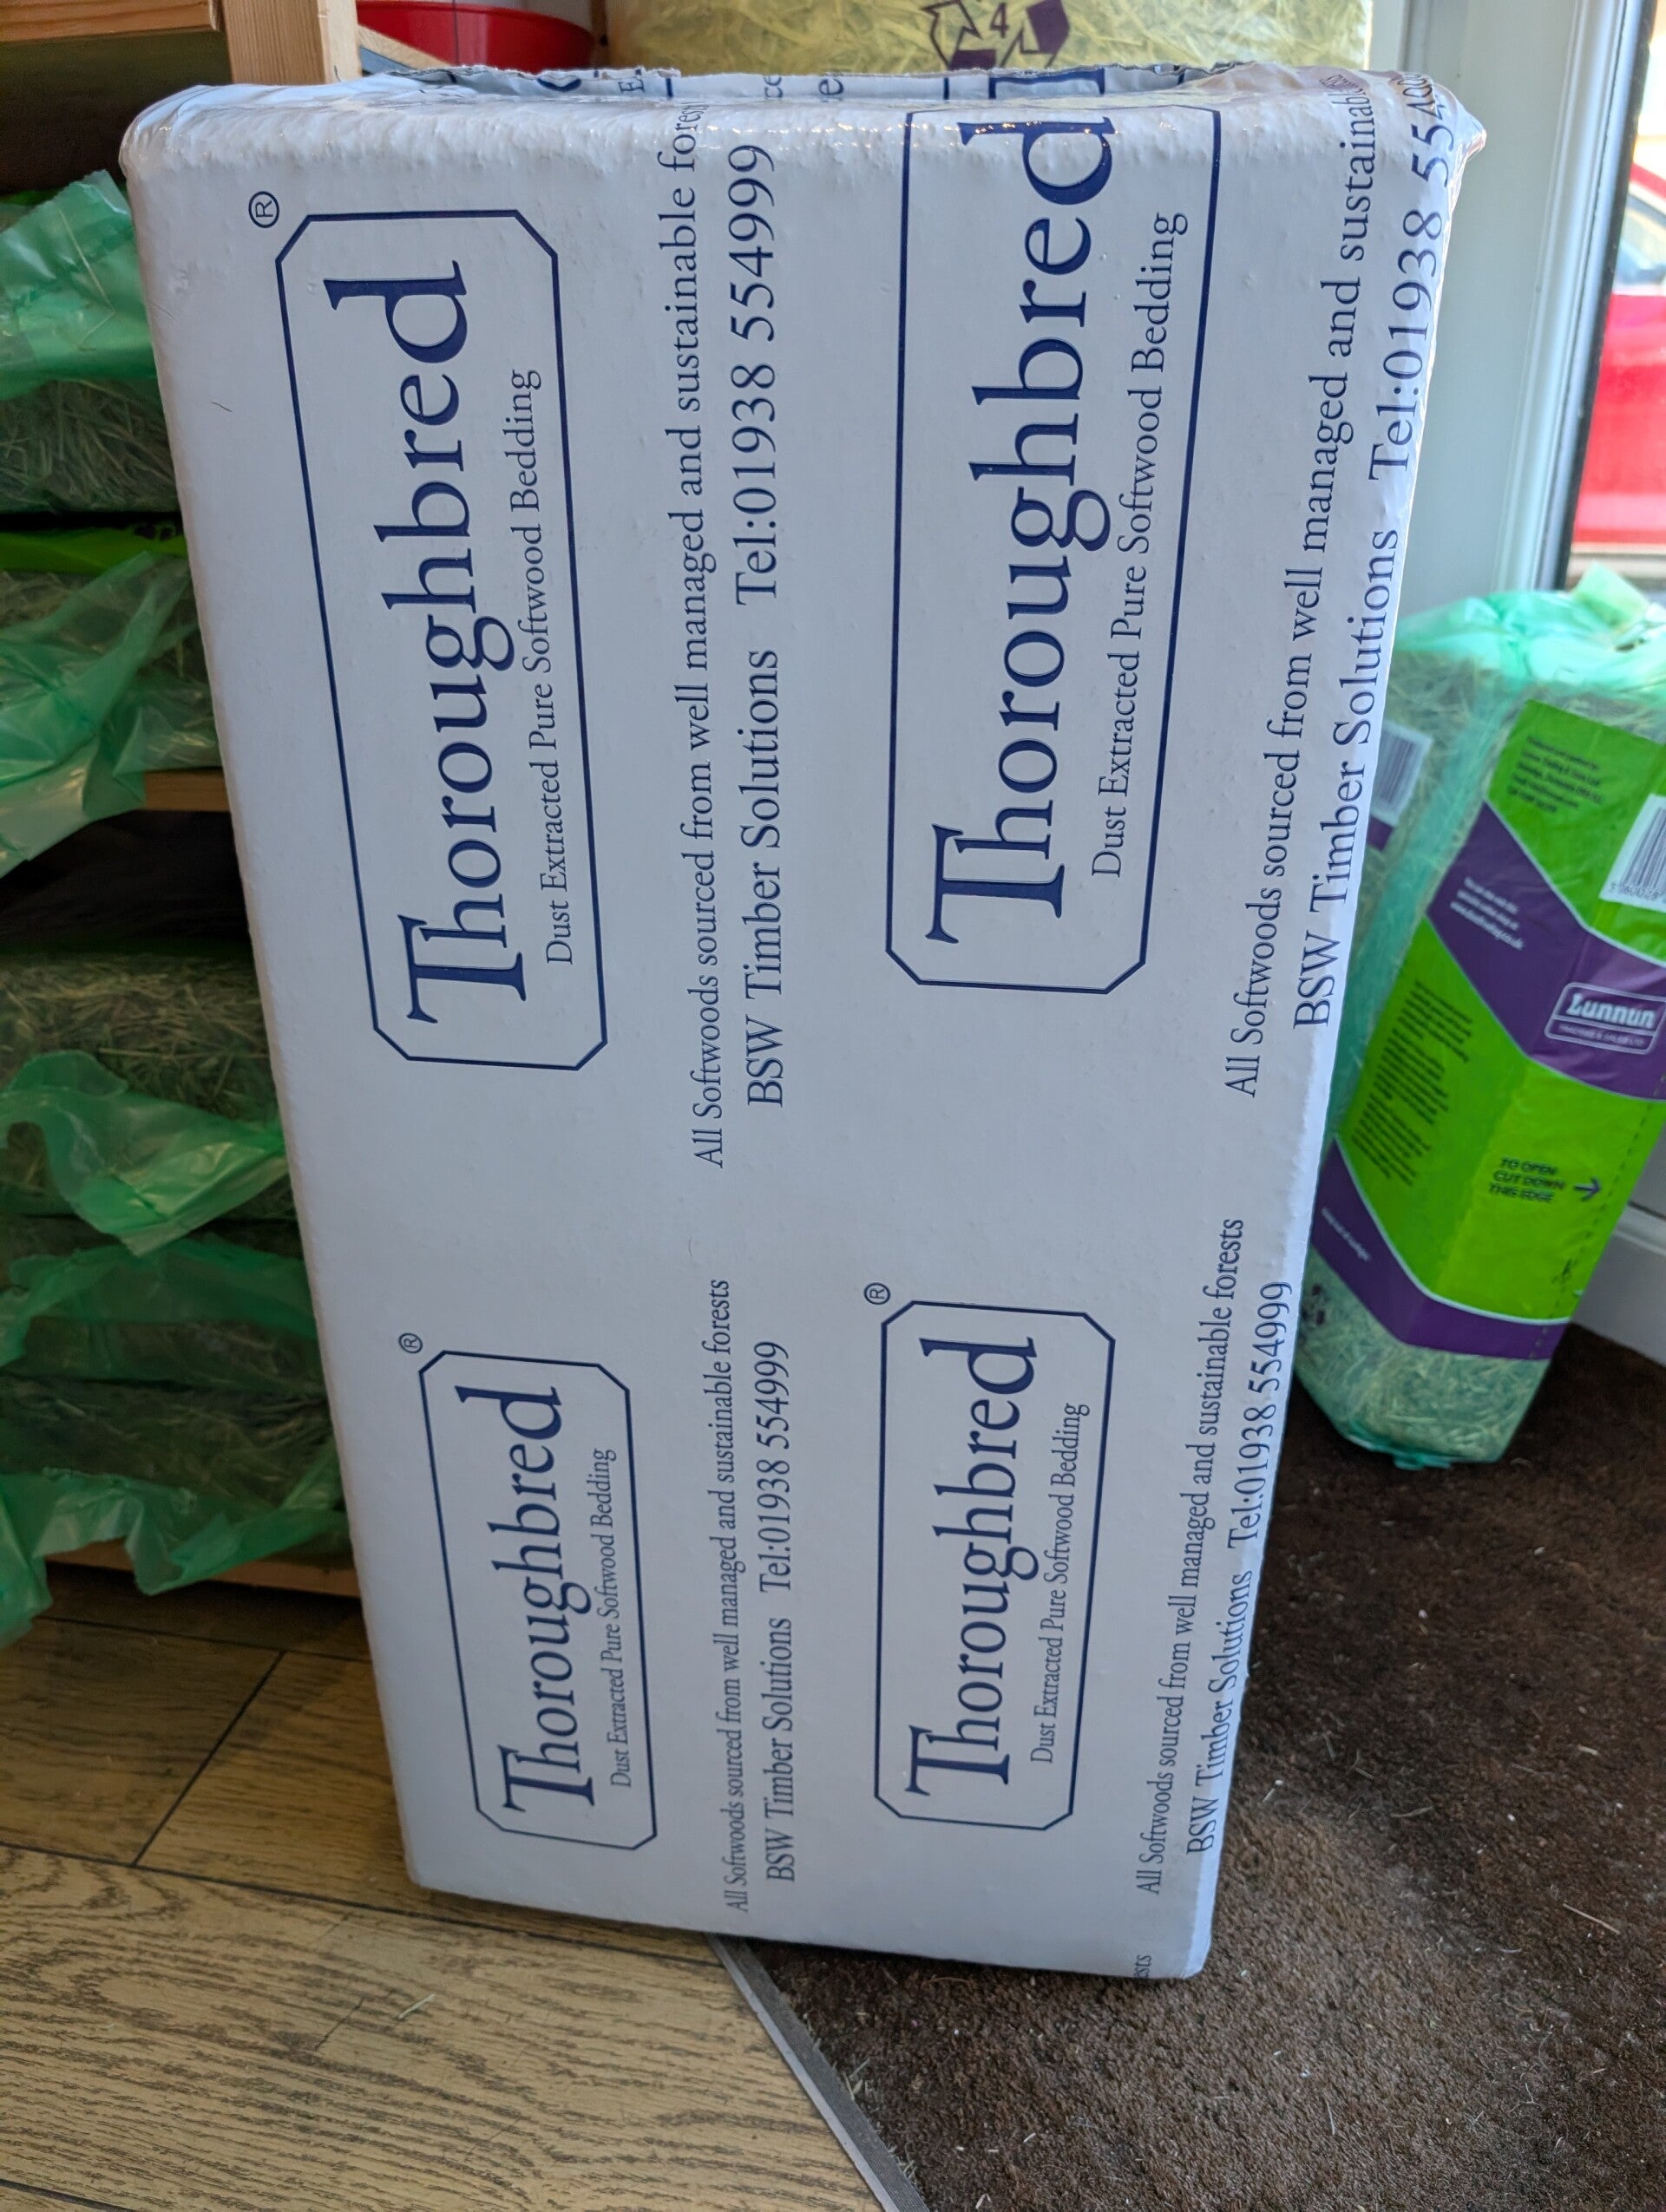 Thoroughbred ®
Dust Extracted Pure Softwood Bedding
All Softwoods sourced from well managed and sustainable forests
BSW Timber Solutions Tel:01938 554999
Thoroughbred ®
Dust Extracted Pure Softwood Bedding
All Softwoods sourced from well managed and sustainable
BSW Timber Solutions Tel:01938 554999
Thoroughbred ®
Dust Extracted Pure Softwood Bedding
All Softwoods sourced from well managed and sustainable forests
BSW Timber Solutions Tel:01938 554999
Thoroughbred
Dust Extracted Pure Softwood Bedding
All Softwoods sourced from well managed and
BSW Timber Solutions Tel:01938
4
Lunnun
TO OPEN
CUT DOWN
THIS EDGE